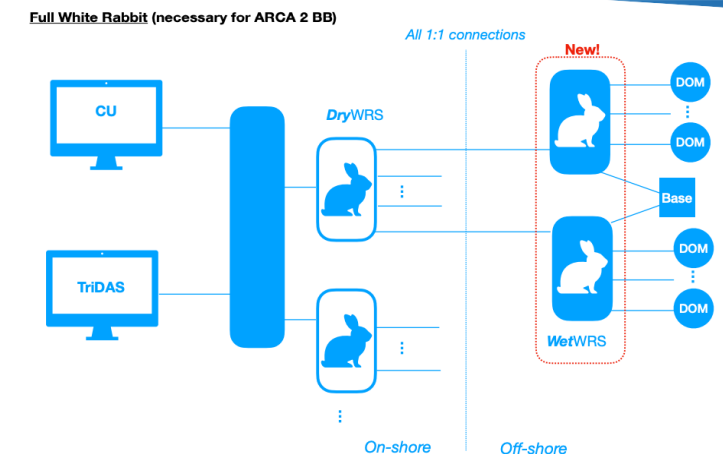 Full White Rabbit (necessary for ARCA 2 BB)
All 1:1 connections
New!
CU
DryWRS
DOM
DOM
Base
TriDAS
DOM
DOM
WetWRS
On-shore
Off-shore